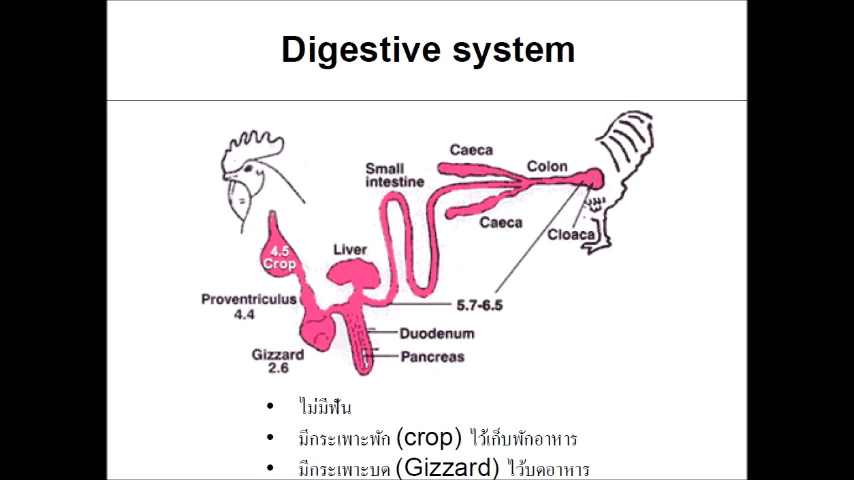 Digestive system
Caeca
Colon
Small
intestine
Caeca
Cloaca
4.5
Crop
Liver
Proventriculus
4.4
5.7-6.5
Duodenum
Gizzard
2.6
Pancreas
• ไม่มีฟัน
• มีกระเพาะพัก (crop) ไว้เก็บพักอาหาร
• มีกระเพาะบด (Gizzard) ไว้บดอาหาร